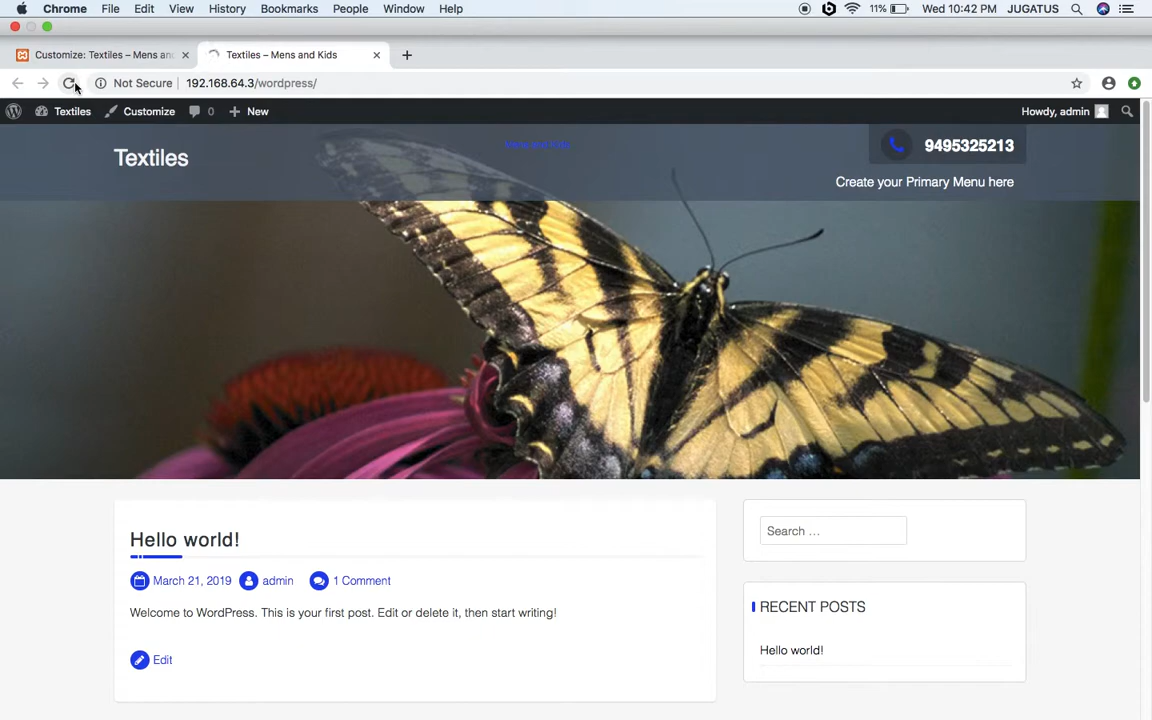 Chrome File Edit View History Bookmarks People Window Help 11% Wed 10:42 PM JUGATUS
Customize: Textiles – Mens an
Textiles – Mens and Kids
Not Secure 192.168.64.3/wordpress/
Textiles Customize 0 New Howdy, admin
Textiles
9495325213
Create your Primary Menu here
Hello world!
March 21, 2019 admin 1 Comment
Welcome to WordPress. This is your first post. Edit or delete it, then start writing!
Edit
Search …
RECENT POSTS
Hello world!